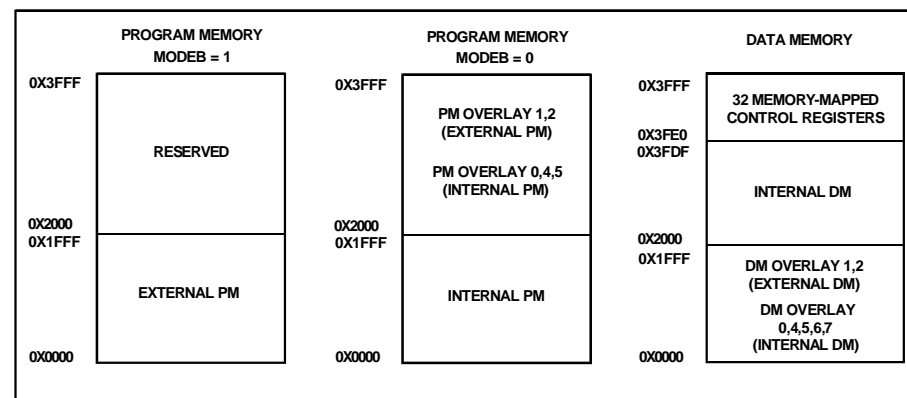 PROGRAM MEMORY
MODEB = 1
0X3FFF
RESERVED
0X2000
0X1FFF
EXTERNAL PM
0X0000
PROGRAM MEMORY
MODEB = 0
0X3FFF
PM OVERLAY 1,2
(EXTERNAL PM)
PM OVERLAY 0,4,5
(INTERNAL PM)
0X2000
0X1FFF
INTERNAL PM
0X0000
DATA MEMORY
0X3FFF
32 MEMORY-MAPPED
CONTROL REGISTERS
0X3FE0
0X3FDF
INTERNAL DM
0X2000
0X1FFF
DM OVERLAY 1,2
(EXTERNAL DM)
DM OVERLAY
0,4,5,6,7
(INTERNAL DM)
0X0000